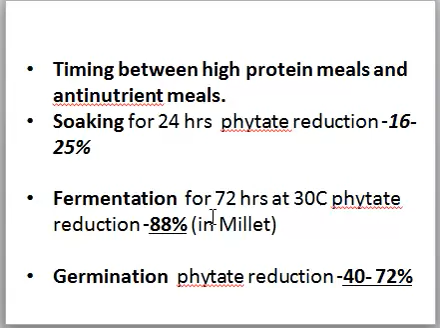 • Timing between high protein meals and
antinutrient meals.
• Soaking for 24 hrs phytate reduction -16-
25%
• Fermentation for 72 hrs at 30C phytate
reduction -88% (in Millet)
• Germination phytate reduction -40- 72%